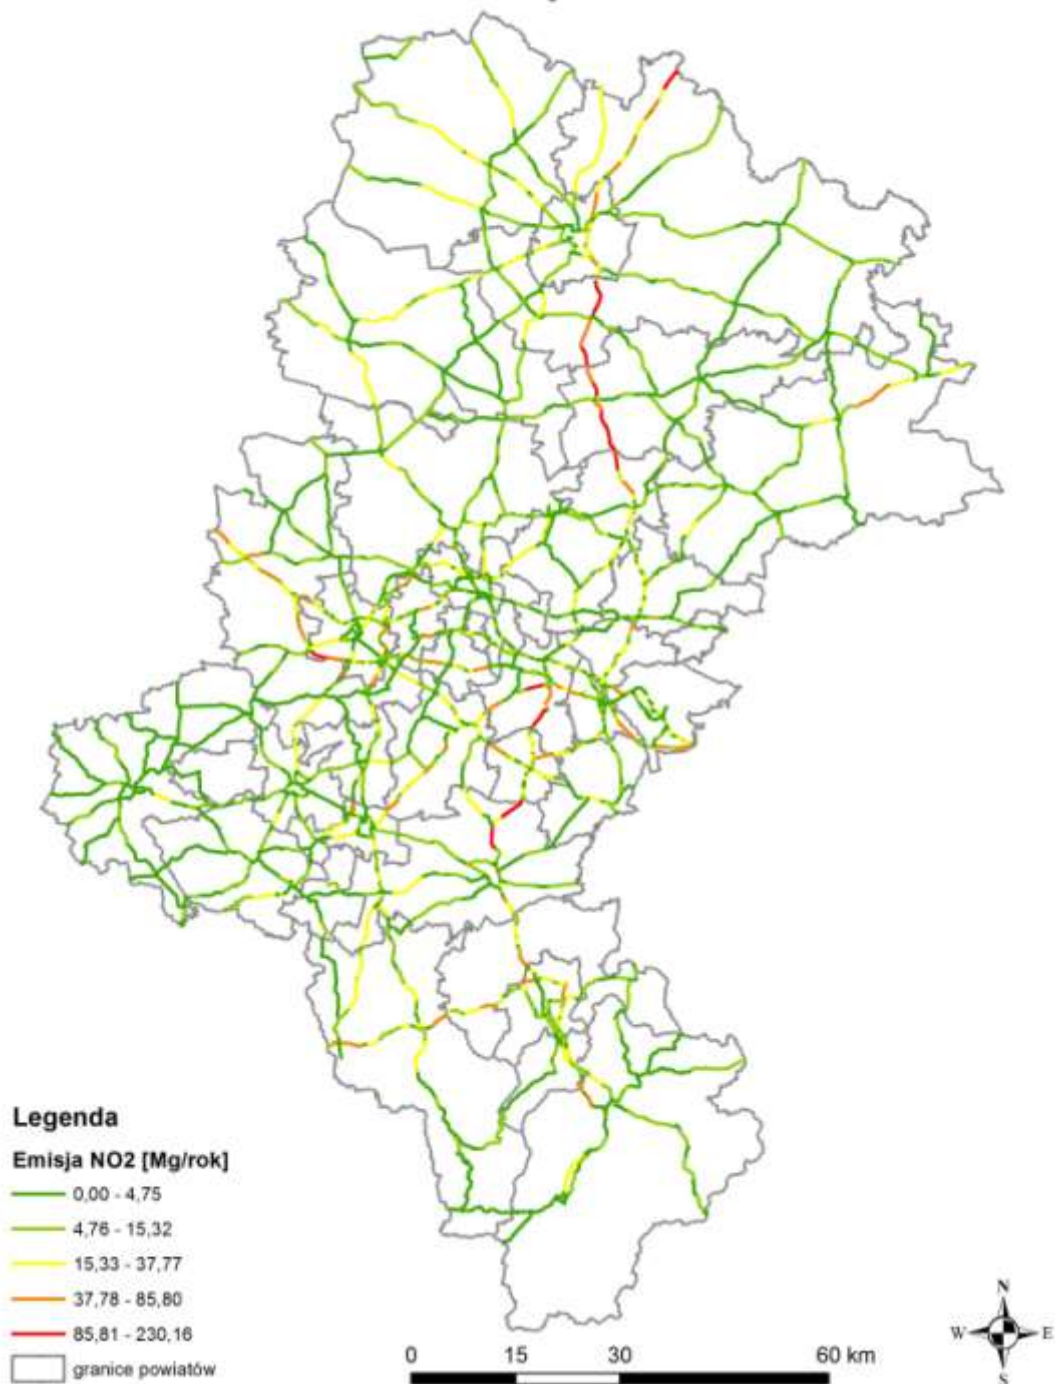 Legenda
Emisja NO2 [Mg/rok]
0,00 - 4,75
4,76 - 15,32
15,33 - 37,77
37,78 - 85,80
85,81 - 230,16
granice powiatów
0 15 30 60 km
N
W E
S